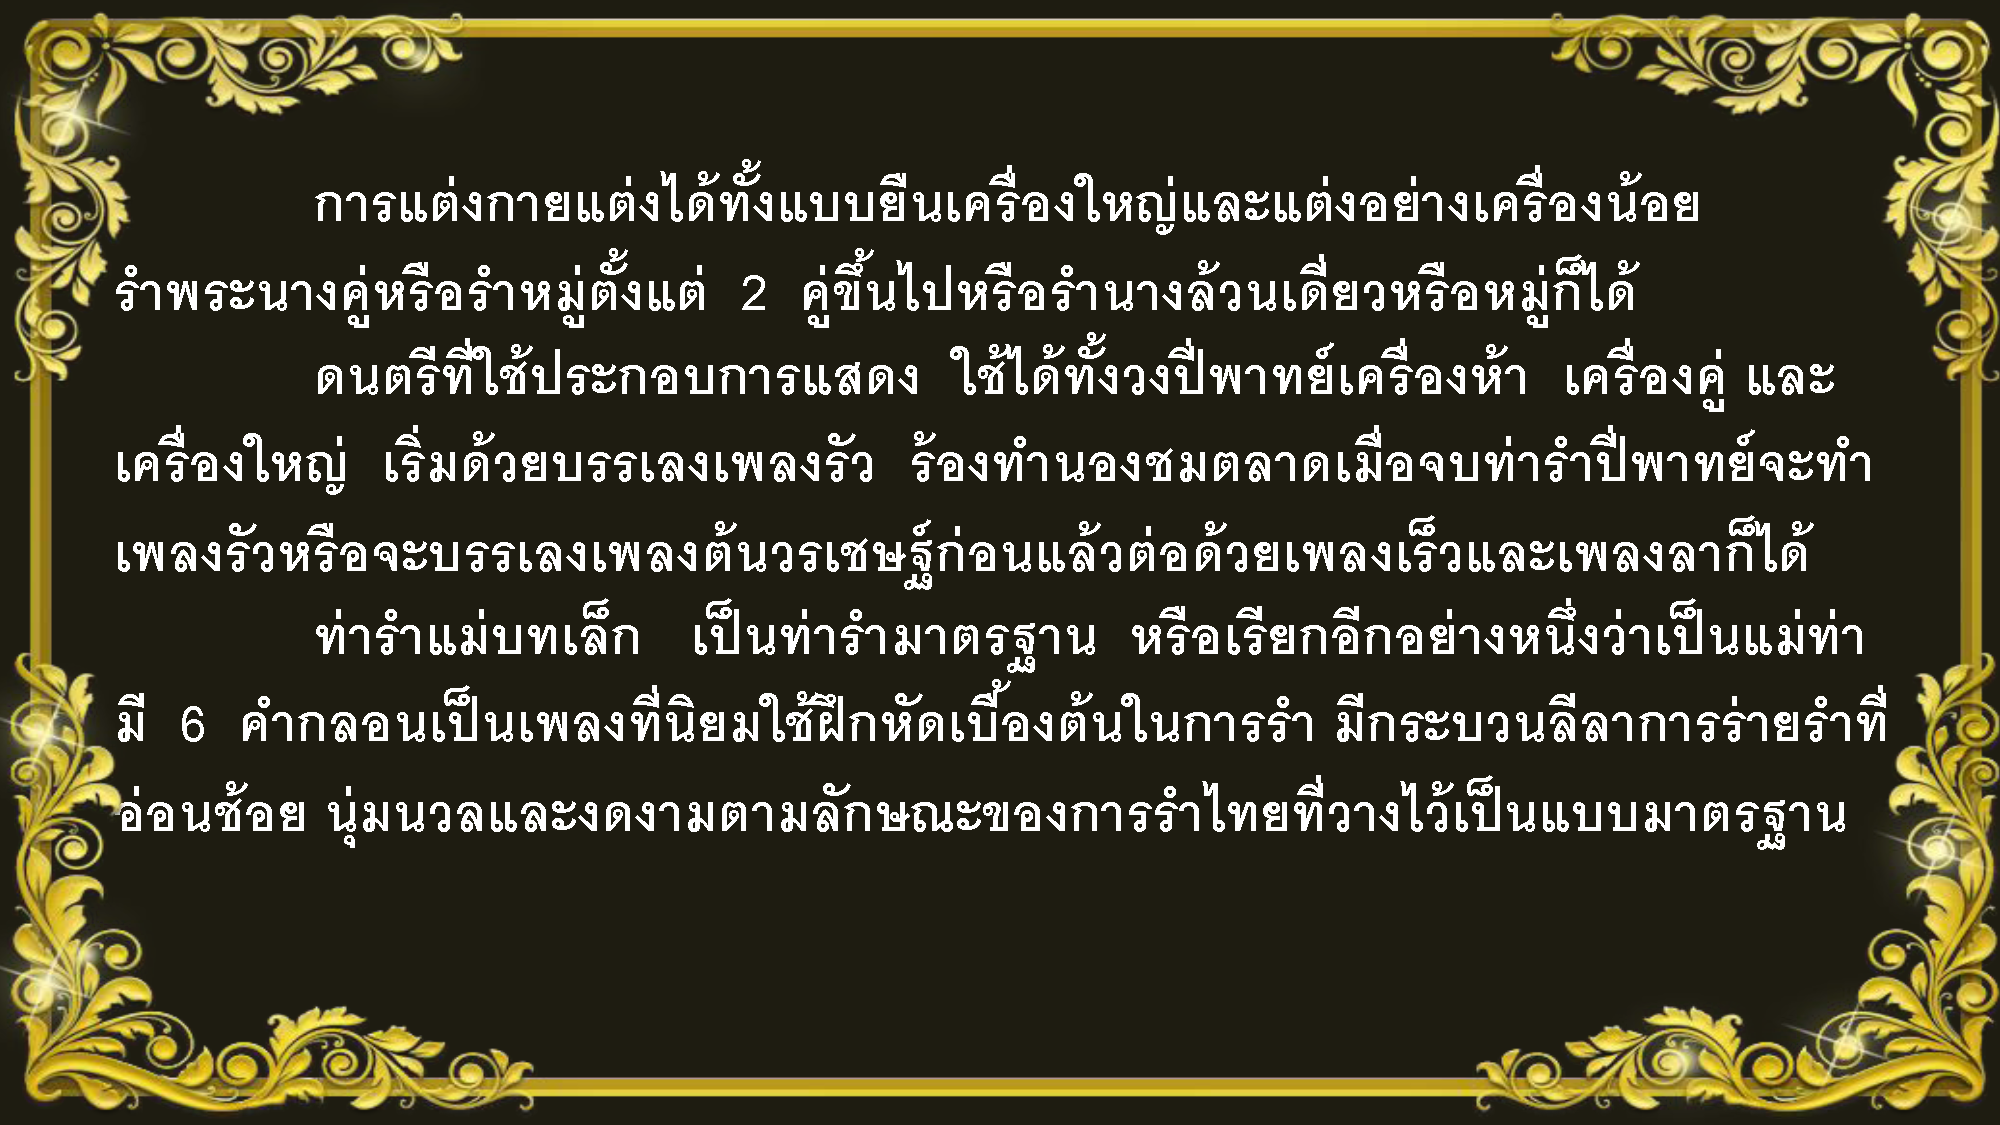 การแต่งกายแต่งได้ทั้งแบบยืนเครื่องใหญ่และแต่งอย่างเครื่องน้อย
รำพระนางคู่หรือรำหมู่ตั้งแต่ 2 คู่ขึ้นไปหรือรำนางล้วนเดี่ยวหรือหมู่ก็ได้
ดนตรีที่ใช้ประกอบการแสดง ใช้ได้ทั้งวงปี่พาทย์เครื่องห้า เครื่องคู่ และ
เครื่องใหญ่ เริ่มด้วยบรรเลงเพลงรัว ร้องทำนองชมตลาดเมื่อจบท่ารำปี่พาทย์จะทำ
เพลงรัวหรือจะบรรเลงเพลงต้นวรเชษฐ์ก่อนแล้วต่อด้วยเพลงเร็วและเพลงลาก็ได้
ท่ารำแม่บทเล็ก เป็นท่ารำมาตรฐาน หรือเรียกอีกอย่างหนึ่งว่าเป็นแม่ท่า
มี 6 คำกลอนเป็นเพลงที่นิยมใช้ฝึกหัดเบื้องต้นในการรำ มีกระบวนลีลาการร่ายรำที่
อ่อนช้อย นุ่มนวลและงดงามตามลักษณะของการรำไทยที่วางไว้เป็นแบบมาตรฐาน